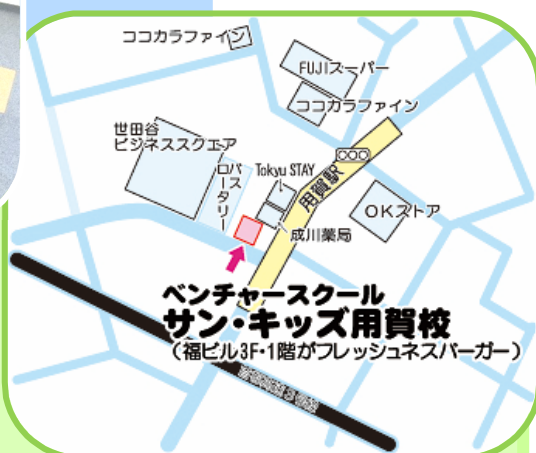 ココカラファイン
FUJIスーパー
ココカラファイン
世田谷
ビジネススクエア
バス
ロータリー
Tokyu STAY
用賀駅
OKストア
成川薬局
ベンチャースクール
サン・キッズ用賀校
（福ビル3F・1階がフレッシュネスバーガー）